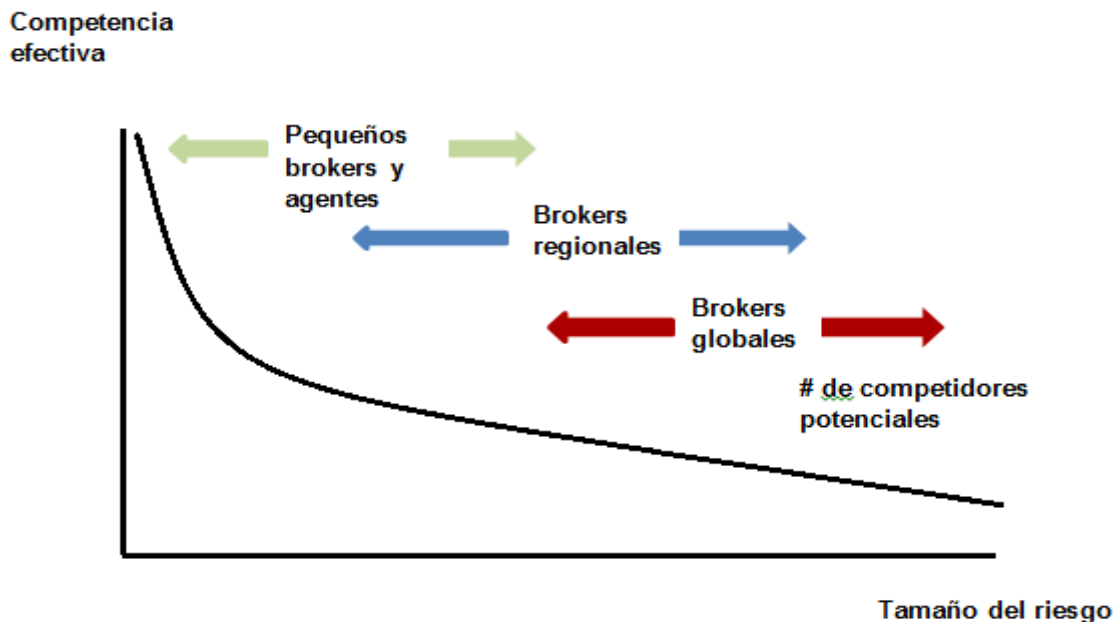 Competencia
efectiva
Pequeños
brokers y
agentes
Brokers
regionales
Brokers
globales
# de competidores
potenciales
Tamaño del riesgo